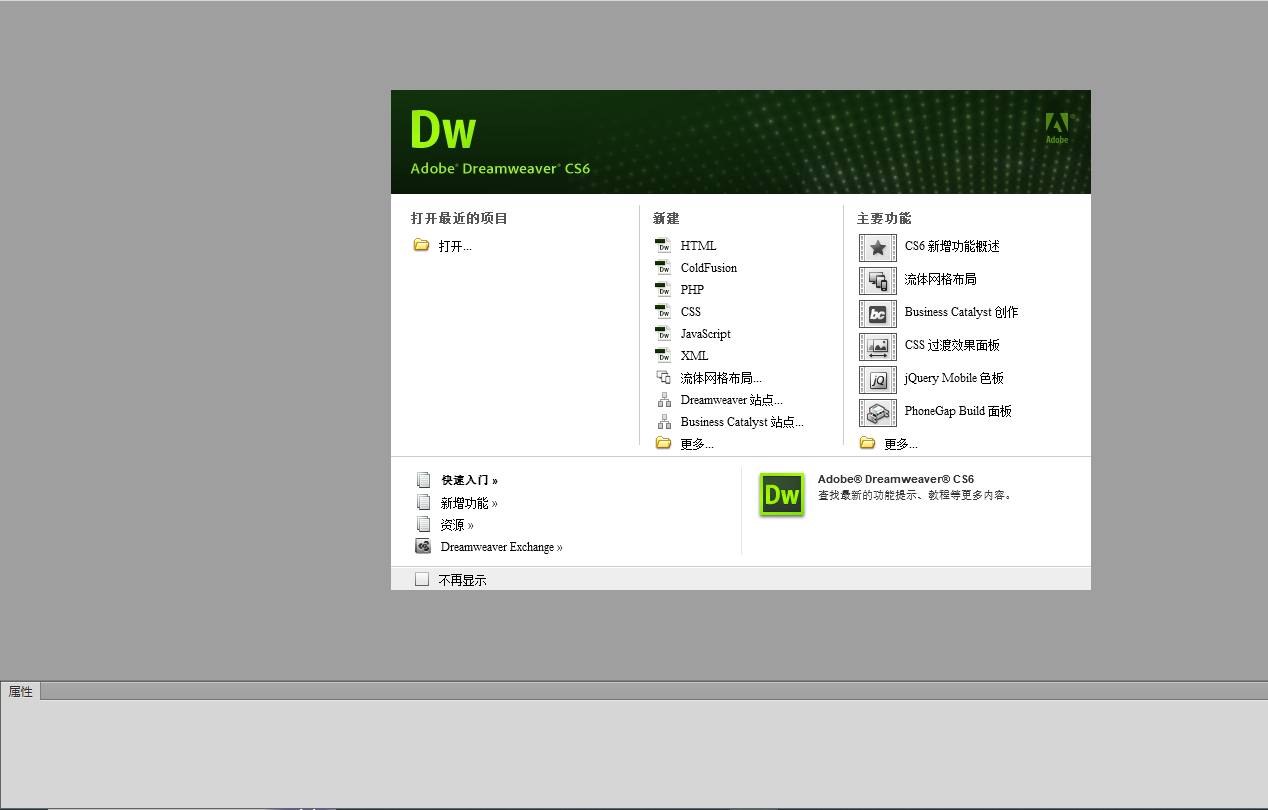 Dw
Adobe® Dreamweaver® CS6
Adobe
打开最近的项目
打开...
新建
HTML
ColdFusion
PHP
CSS
JavaScript
XML
流体网格布局...
Dreamweaver 站点...
Business Catalyst 站点...
更多...
主要功能
CS6 新增功能概述
流体网格布局
bc
Business Catalyst 创作
CSS 过渡效果面板
jQ
jQuery Mobile 色板
PhoneGap Build 面板
更多...
快速入门 »
新增功能 »
资源 »
Dreamweaver Exchange »
Dw
Adobe® Dreamweaver® CS6
查找最新的功能提示、教程等更多内容。
不再显示
属性